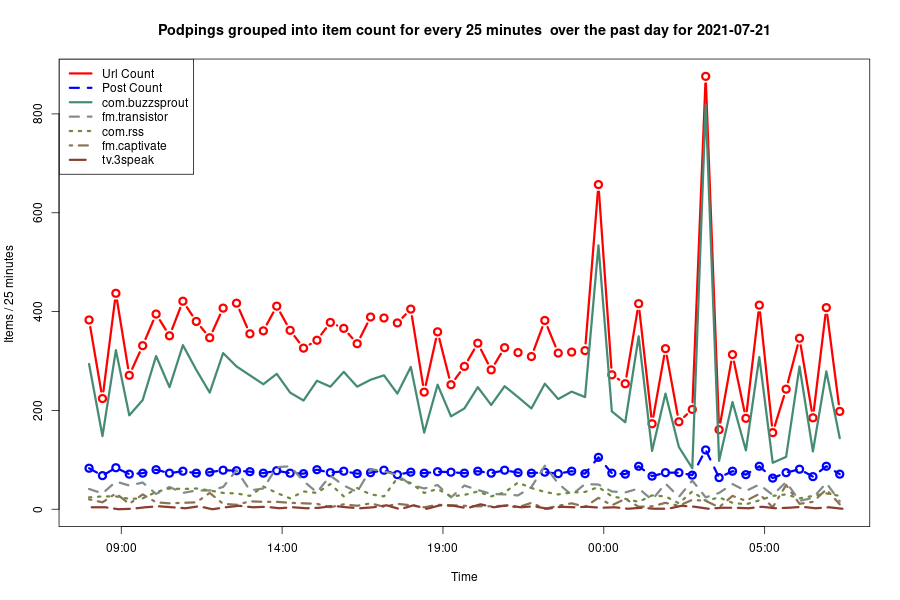 Podpings grouped into item count for every 25 minutes  over the past day for 2021-07-21
Url Count
Post Count
com.buzzsprout
fm.transistor
com.rss
fm.captivate
tv.3speak
Items / 25 minutes
800
600
400
200
0
09:00
14:00
19:00
00:00
05:00
Time